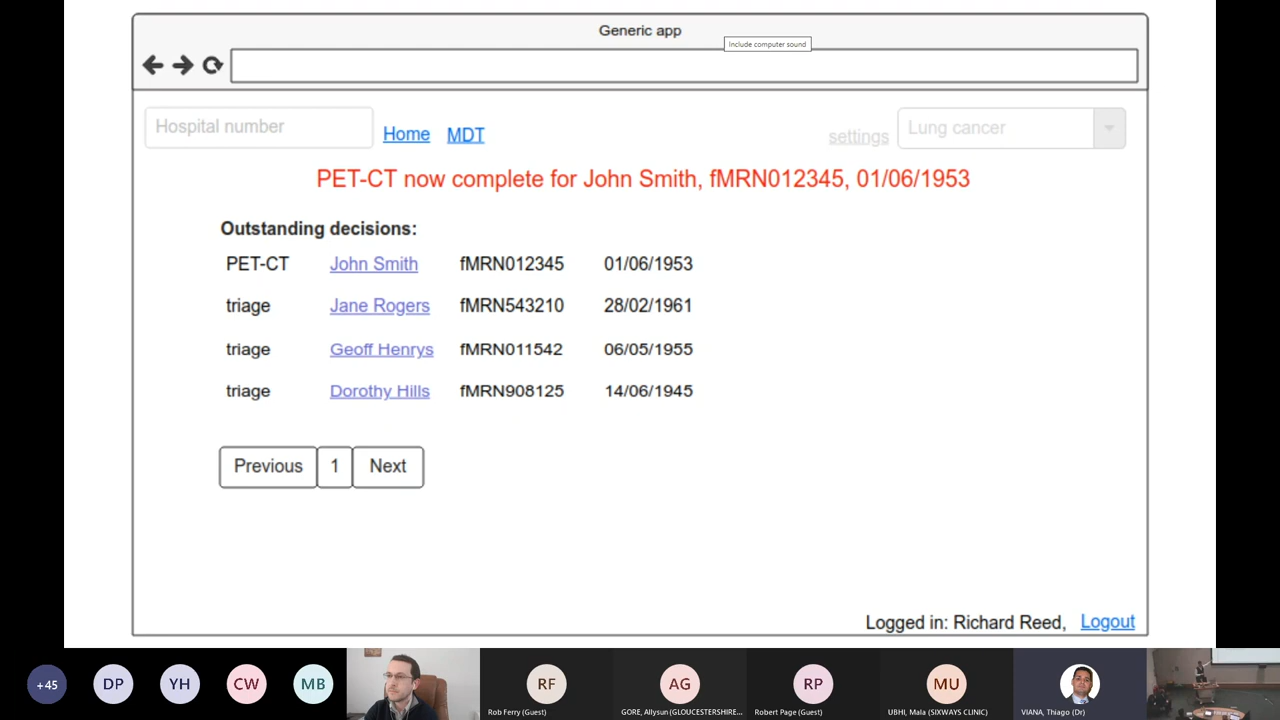 Generic app
Include computer sound
Hospital number
Home MDT
settings
Lung cancer
PET-CT now complete for John Smith, fMRN012345, 01/06/1953
Outstanding decisions:
PET-CT John Smith fMRN012345 01/06/1953
triage Jane Rogers fMRN543210 28/02/1961
triage Geoff Henrys fMRN011542 06/05/1955
triage Dorothy Hills fMRN908125 14/06/1945
Previous 1 Next
Logged in: Richard Reed, Logout
+45 DP YH CW MB RF AG RP MU
Rob Ferry (Guest) GORE, Allysun (GLOUCESTERSHIRE... Robert Page (Guest) UBHI, Mala (SIXWAYS CLINIC) VIANA, Thiago (Dr)